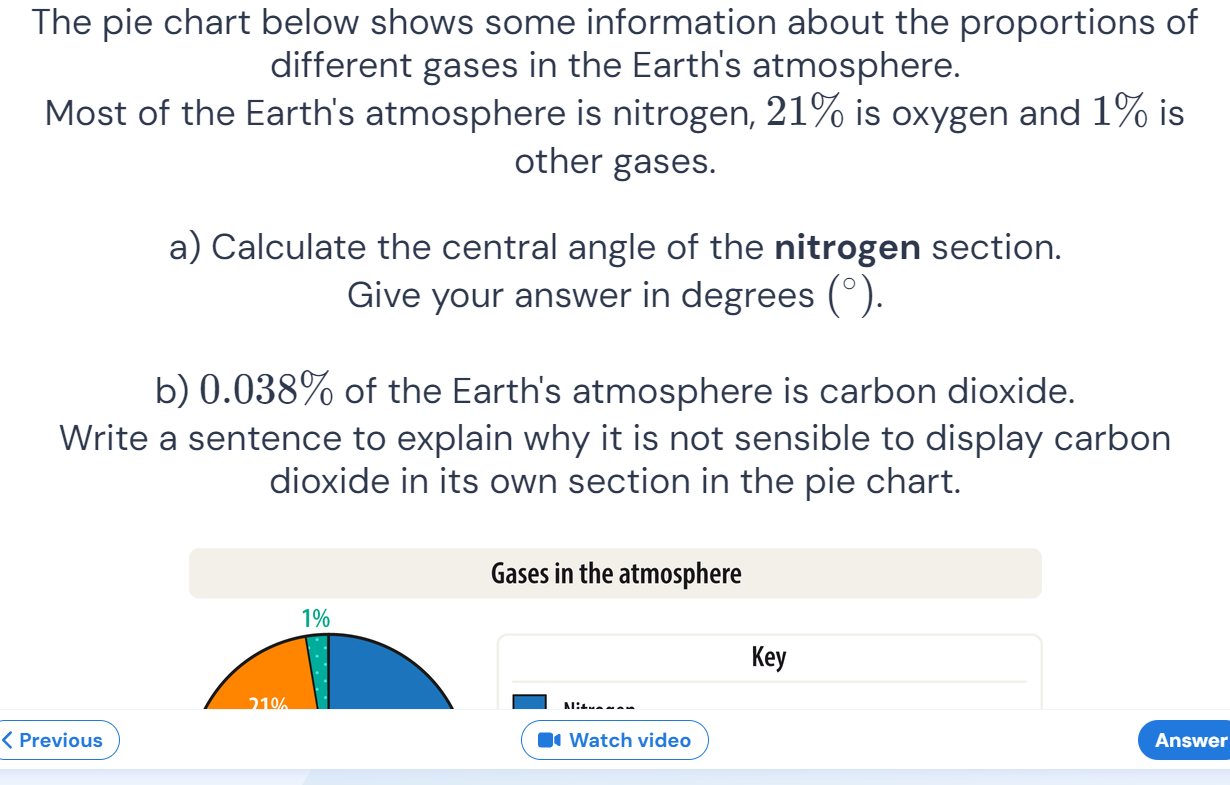 The pie chart below shows some information about the proportions of
different gases in the Earth's atmosphere.
Most of the Earth's atmosphere is nitrogen, 21% is oxygen and 1% is
other gases.
a) Calculate the central angle of the nitrogen section.
Give your answer in degrees (°).
b) 0.038% of the Earth's atmosphere is carbon dioxide.
Write a sentence to explain why it is not sensible to display carbon
dioxide in its own section in the pie chart.
Gases in the atmosphere
1%
Key
21%
Nitrogen
< Previous
Watch video
Answer